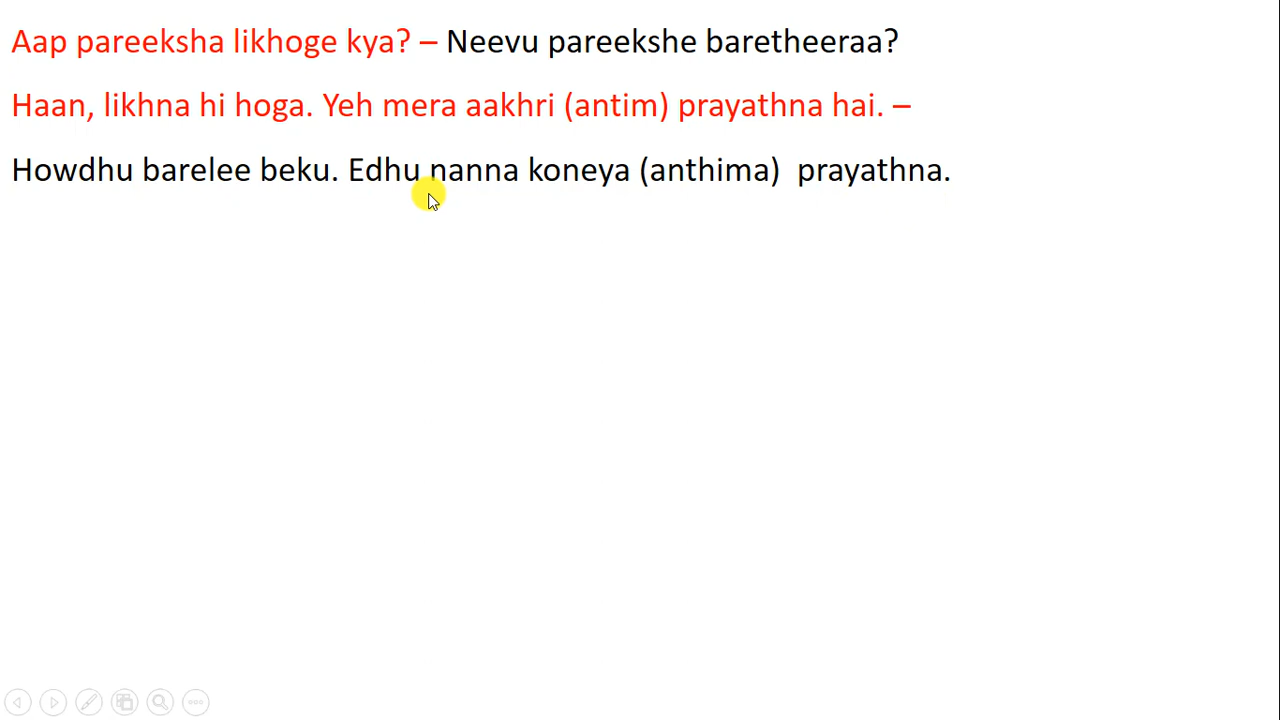 Aap pareeksha likhoge kya? – Neevu pareekshe baretheeraa?
Haan, likhna hi hoga. Yeh mera aakhri (antim) prayathna hai. –
Howdhu barelee beku. Edhu nanna koneya (anthima)  prayathna.